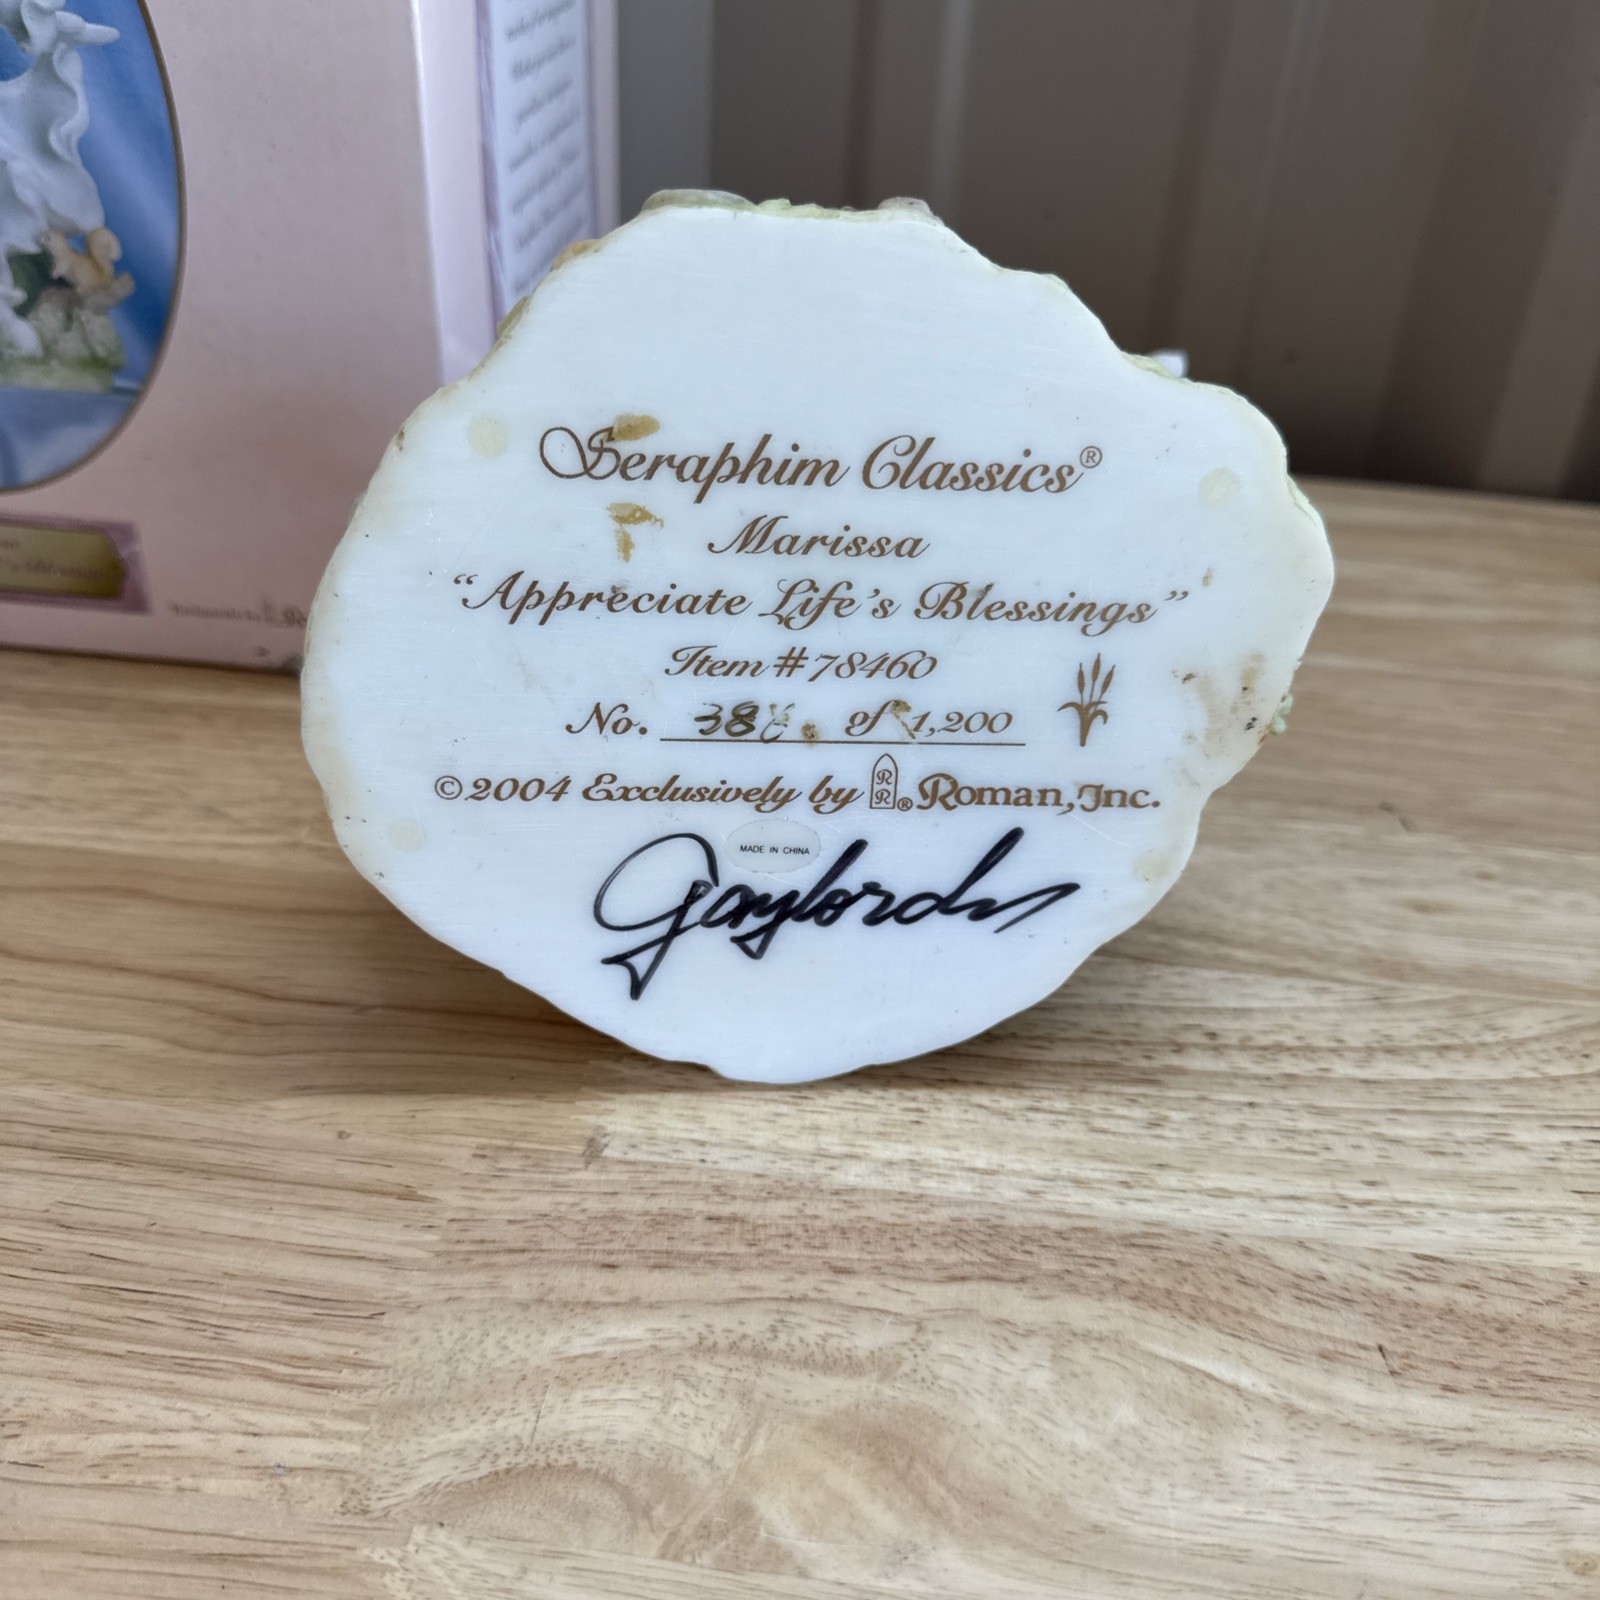 Seraphim Classics®
Marissa
“Appreciate Life's Blessings”
Item # 78460
No. of 1,200
©2004 Exclusively by RR® Roman, Inc.
MADE IN CHINA
Gaylord